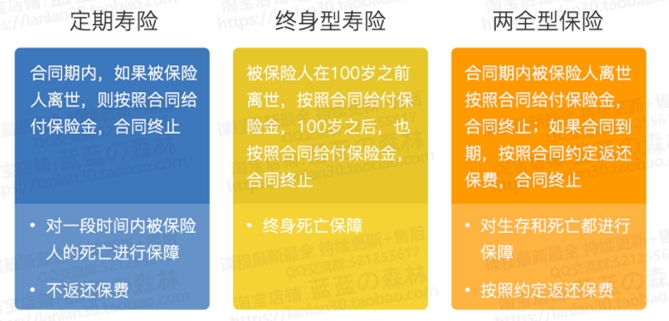 定期寿险
合同期内，如果被保险
人离世，则按照合同给
付保险金，合同终止
• 对一段时间内被保险
人的死亡进行保障
• 不返还保费
终身型寿险
被保险人在100岁之前
离世，按照合同给付保
险金，100岁之后，也
按照合同给付保险金，
合同终止
• 终身死亡保障
两全型保险
合同期内被保险人离世
按照合同给付保险金，
合同终止；如果合同到
期，按照合同约定返还
保费，合同终止
• 对生存和死亡都进行
保障
• 按照约定返还保费
课程最新最全 持续更新+售后
QQ交流群:521255617
淘宝店铺:蓝蓝の森林
https://lanlan30.taobao.com